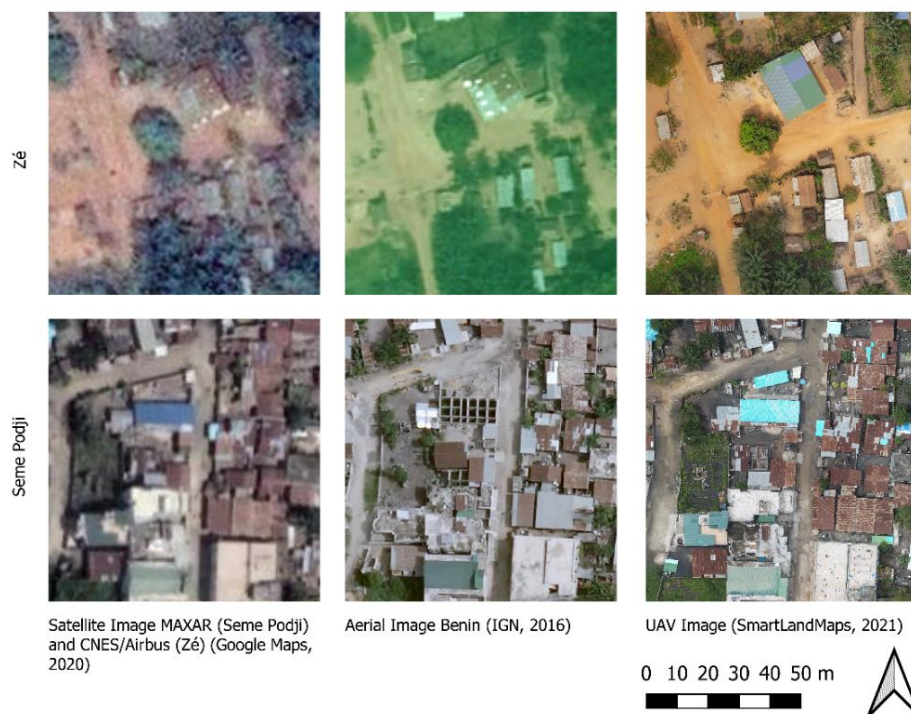 Zé
Seme Podji
Satellite Image MAXAR (Seme Podji)
and CNES/Airbus (Zé) (Google Maps,
2020)
Aerial Image Benin (IGN, 2016)
UAV Image (SmartLandMaps, 2021)
0 10 20 30 40 50 m